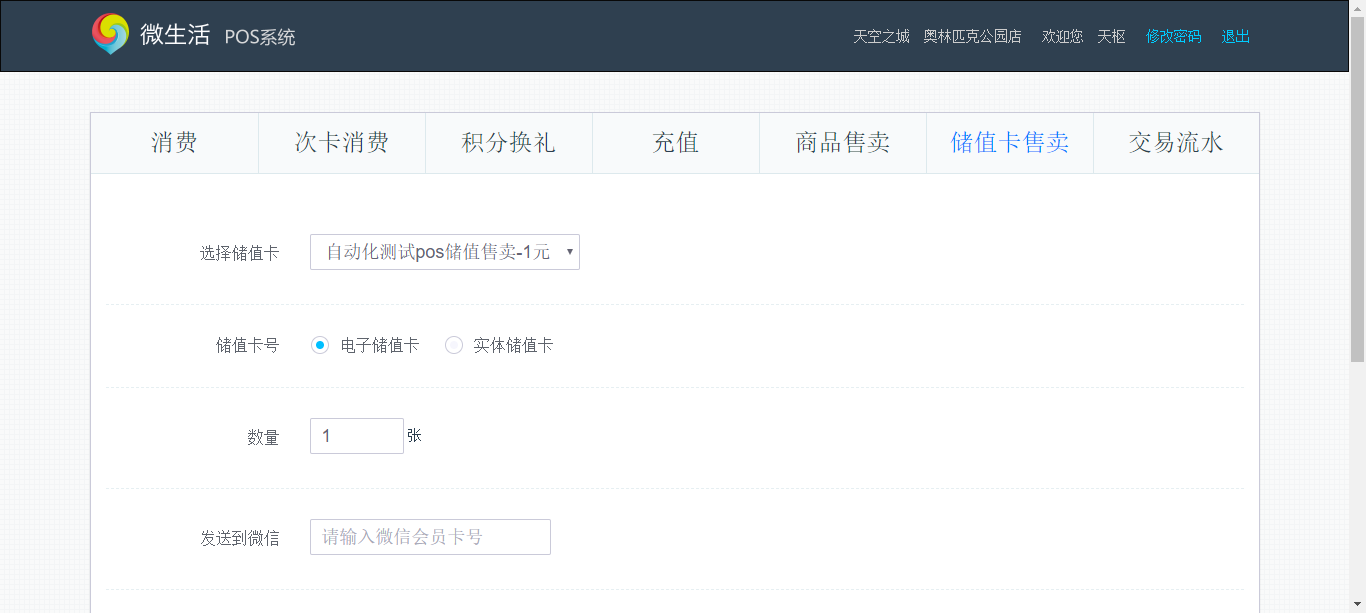 微生活 POS系统
天空之城 奥林匹克公园店 欢迎您 天枢 修改密码 退出
消费 次卡消费 积分换礼 充值 商品售卖 储值卡售卖 交易流水
选择储值卡 自动化测试pos储值售卖-1元
储值卡号 电子储值卡 实体储值卡
数量 1 张
发送到微信 请输入微信会员卡号